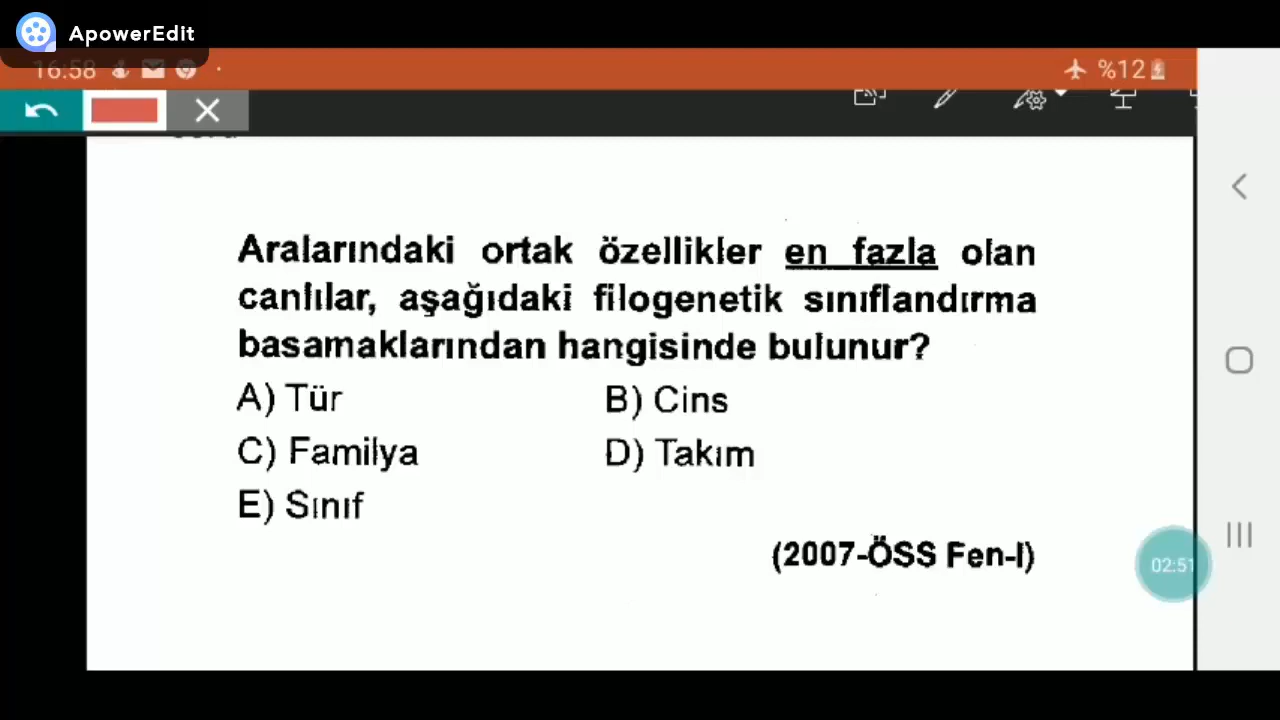 ApowerEdit
16:58
%12
Aralarındaki ortak özellikler en fazla olan
canlılar, aşağıdaki filogenetik sınıflandırma
basamaklarından hangisinde bulunur?
A) Tür
B) Cins
C) Familya
D) Takım
E) Sınıf
(2007-ÖSS Fen-I)
02:51